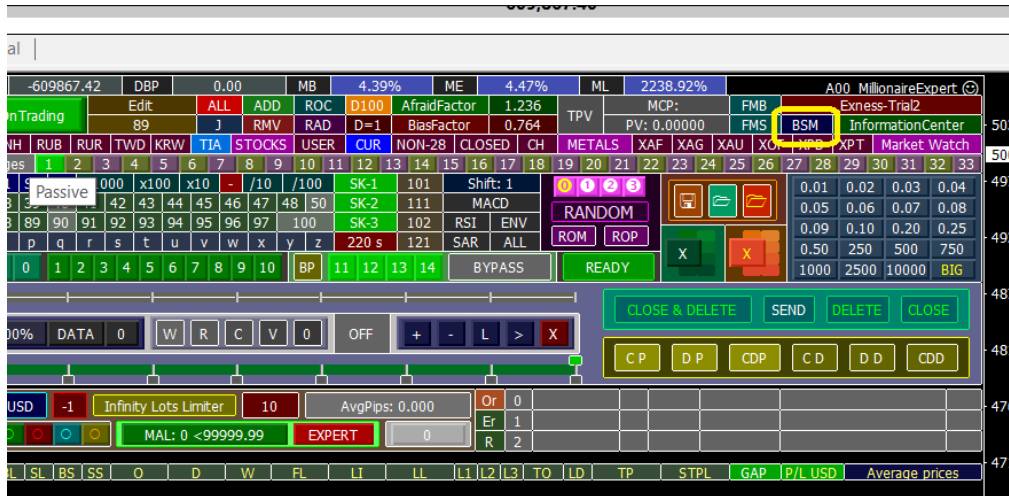 al
-609867.42 DBP 0.00 MB 4.39% ME 4.47% ML 2238.92% A00 MillionaireExpert
Trading Edit ALL ADD ROC D100 AfraidFactor 1.236 TPV MCP: FMB Exness-Trial2
89 J RMV RAD D=1 BiasFactor 0.764 PV: 0.00000 FMS BSM InformationCenter
RUB RUR TWD KRW TIA STOCKS USER CUR NON-28 CLOSED CH METALS XAF XAG XAU XPT Market Watch
1 2 3 4 5 6 7 8 9 10 11 12 13 14 15 16 17 18 19 20 21 22 23 24 25 26 27 28 29 30 31 32 33
Passive
x100 x10 - /10 /100 SK-1 101 Shift: 1 0 1 2 3 0.01 0.02 0.03 0.04
42 43 44 45 46 47 48 50 SK-2 111 MACD RANDOM 0.05 0.06 0.07 0.08
89 90 91 92 93 94 95 96 97 100 SK-3 102 RSI ENV 0.09 0.10 0.20 0.25
p q r s t u v w x y z 220 s 121 SAR ALL ROM ROP X X 0.50 250 500 750
0 1 2 3 4 5 6 7 8 9 10 BP 11 12 13 14 BYPASS READY 1000 2500 10000 BIG
CLOSE & DELETE SEND DELETE CLOSE
00% DATA 0 W R C V 0 OFF + - L > X
C P D P CDP C D D D CDD
USD -1 Infinity Lots Limiter 10 AvgPips: 0.000 Or 0
Er 1
MAL: 0 <99999.99 EXPERT 0 R 2
SL BS SS O D W FL LI LL L1 L2 L3 TO LD TP STPL GAP P/L USD Average prices